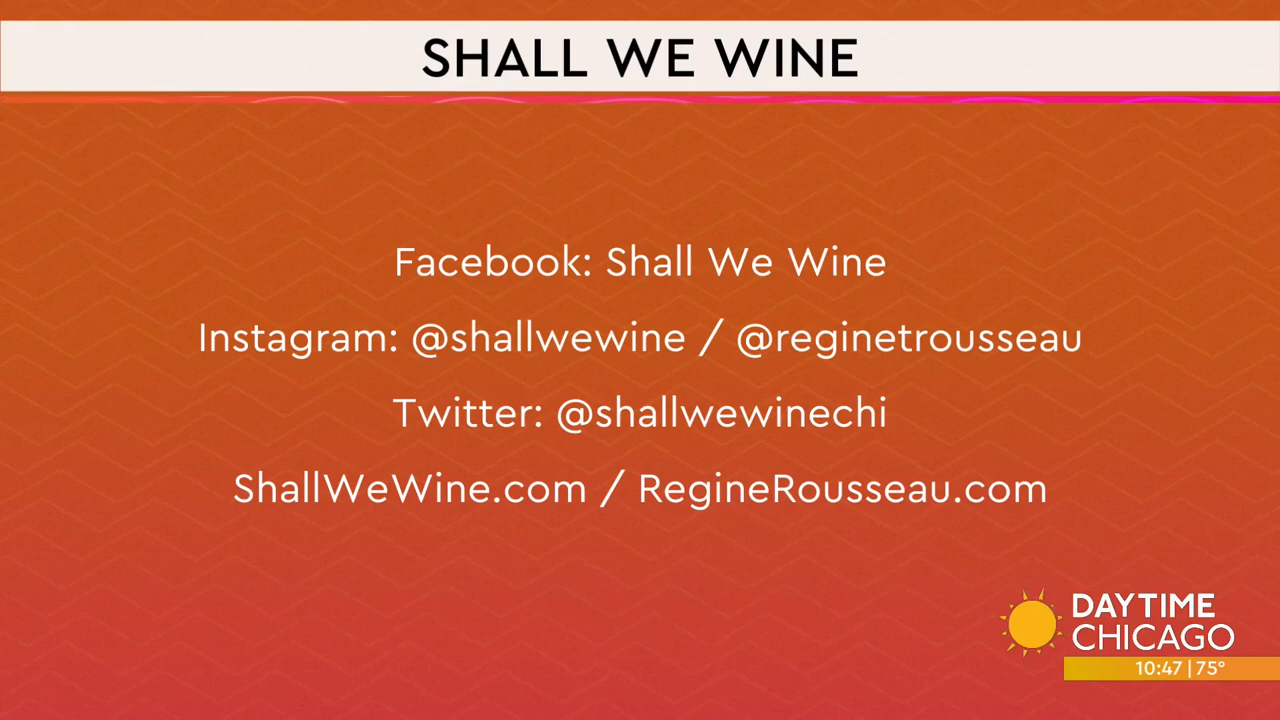 SHALL WE WINE
Facebook: Shall We Wine
Instagram: @shallwewine / @reginetrousseau
Twitter: @shallwewinechi
ShallWeWine.com / RegineRousseau.com
DAYTIME
CHICAGO
10:47 | 75°